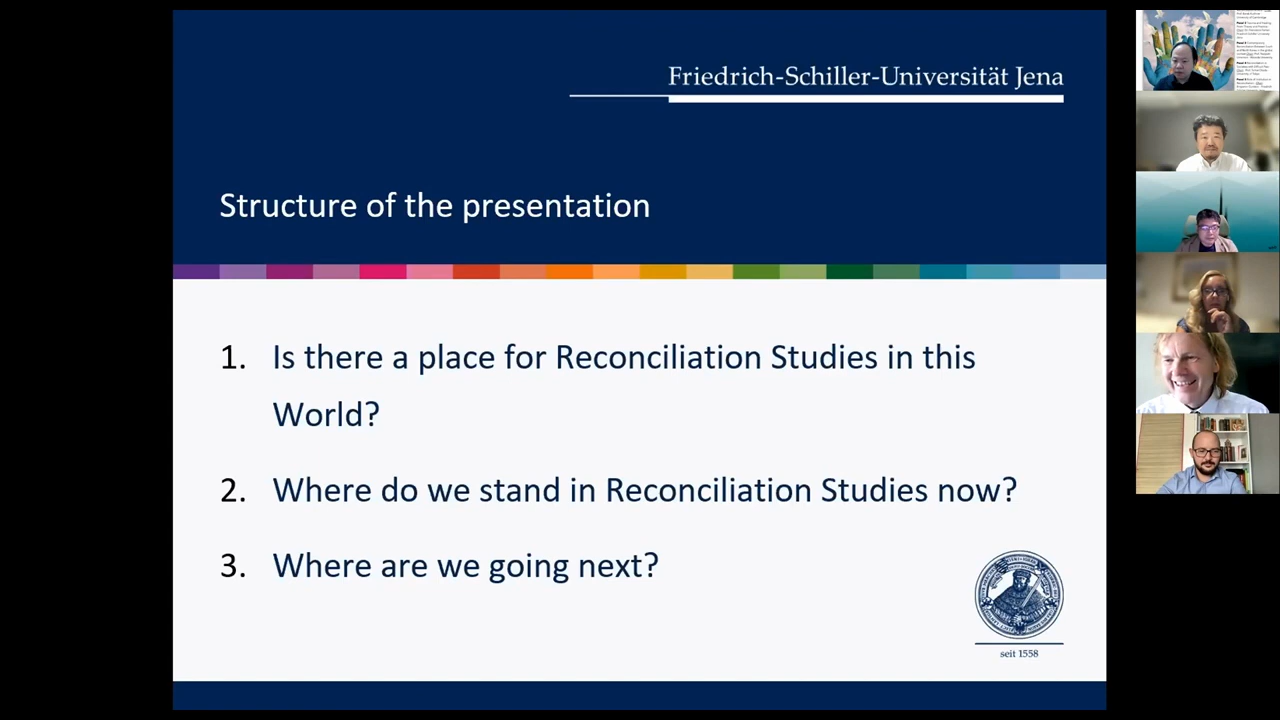 Friedrich-Schiller-Universität Jena
Structure of the presentation
1. Is there a place for Reconciliation Studies in this
World?
2. Where do we stand in Reconciliation Studies now?
3. Where are we going next?
seit 1558